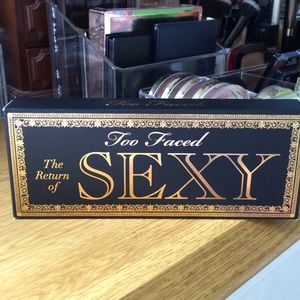 Too Faced
The
Return of
SEXY